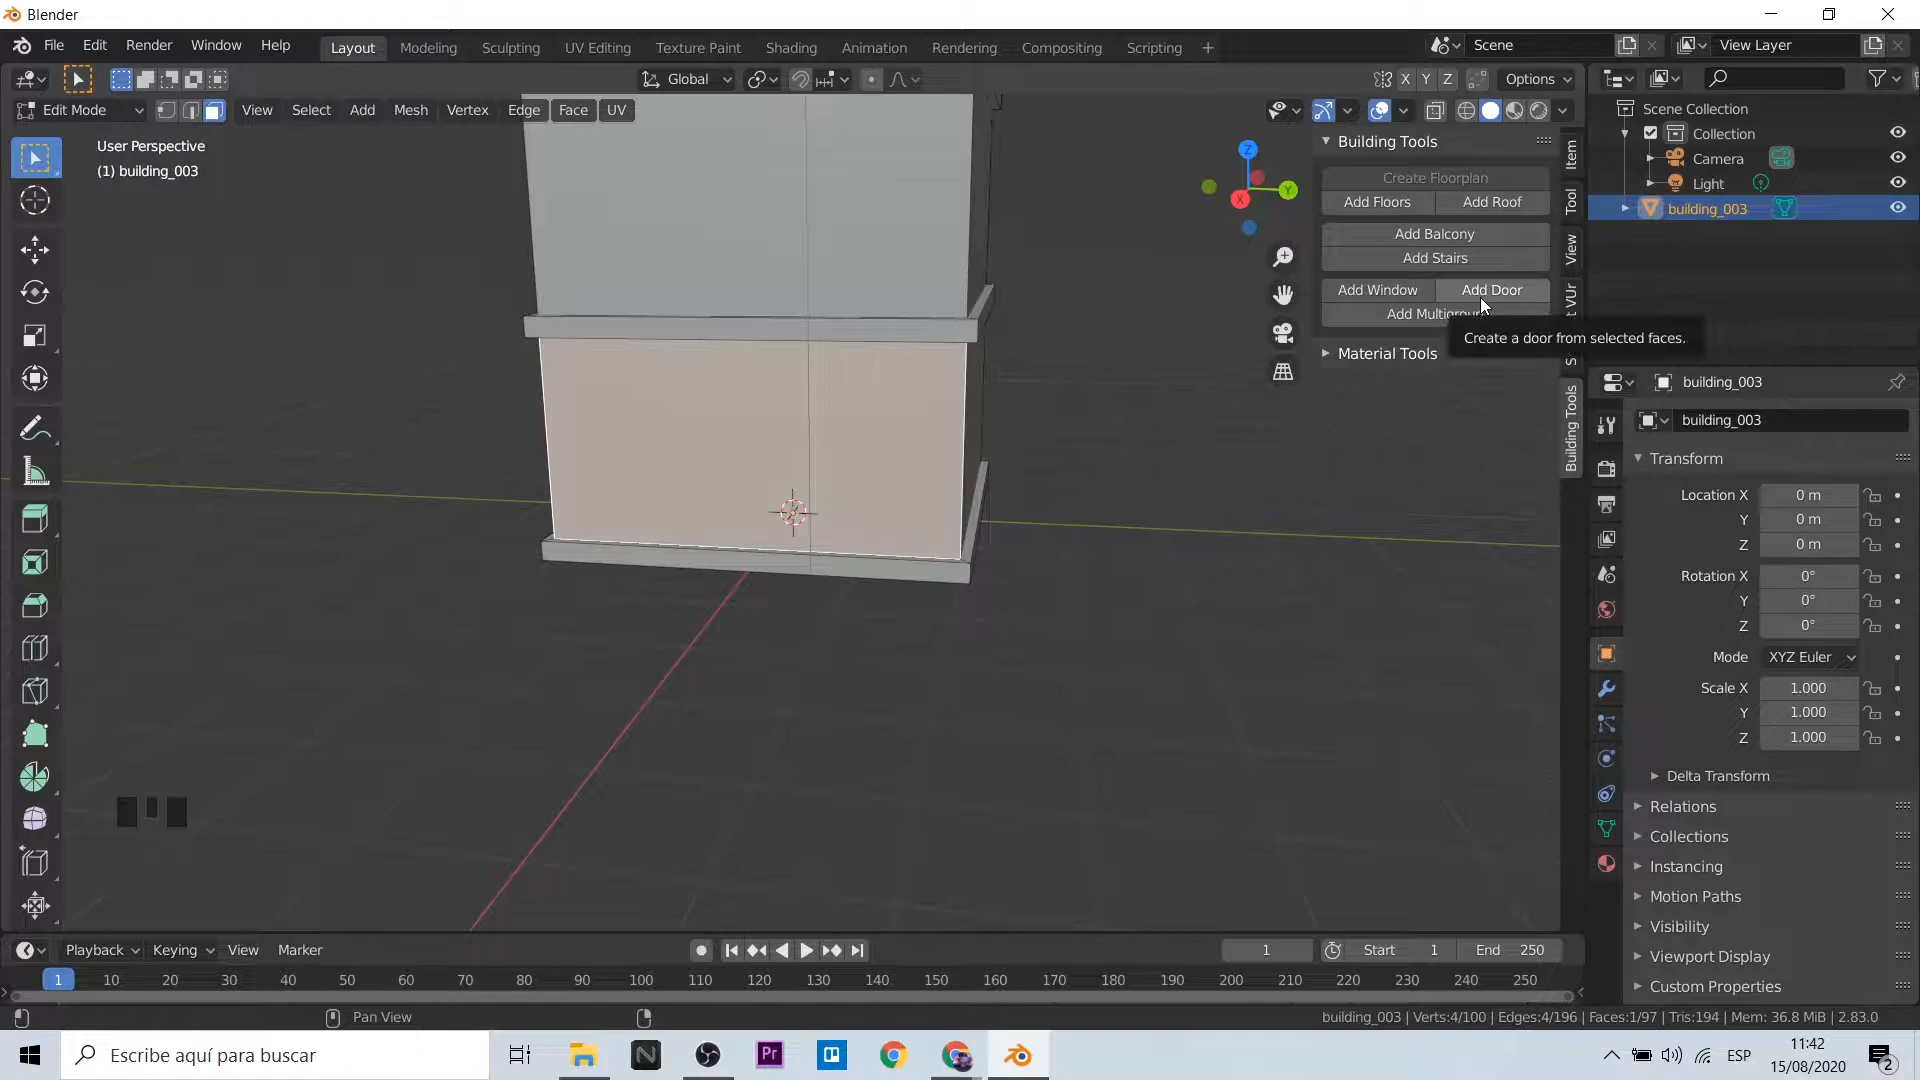 Blender
File Edit Render Window Help
Layout Modeling Sculpting UV Editing Texture Paint Shading Animation Rendering Compositing Scripting +
Scene
View Layer
Global
X Y Z
Options
Edit Mode
View Select Add Mesh Vertex Edge Face UV
User Perspective
(1) building_003
Z
Y
X
Building Tools
Create Floorplan
Add Floors Add Roof
Add Balcony
Add Stairs
Add Window Add Door
Add Multigroup
Create a door from selected faces.
Material Tools
Item
Tool
View
Building Tools
Scene Collection
Collection
Camera
Light
building_003
building_003
building_003
Transform
Location X 0 m
Y 0 m
Z 0 m
Rotation X 0°
Y 0°
Z 0°
Mode XYZ Euler
Scale X 1.000
Y 1.000
Z 1.000
Delta Transform
Relations
Collections
Instancing
Motion Paths
Visibility
Viewport Display
Custom Properties
Playback Keying View Marker
1
Start 1
End 250
1 10 20 30 40 50 60 70 80 90 100 110 120 130 140 150 160 170 180 190 200 210 220 230 240 250
Pan View
building_003 | Verts:4/100 | Edges:4/196 | Faces:1/97 | Tris:194 | Mem: 36.8 MiB | 2.83.0
Escribe aquí para buscar
Pr
ESP
11:42
15/08/2020
2